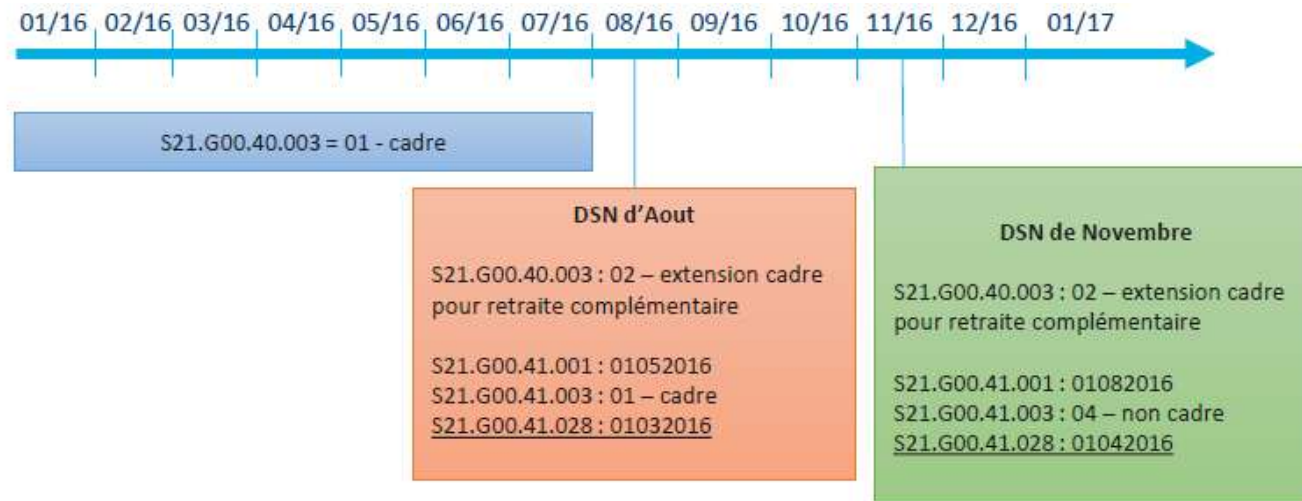 01/16 02/16 03/16 04/16 05/16 06/16 07/16 08/16 09/16 10/16 11/16 12/16 01/17
S21.G00.40.003 = 01 - cadre
DSN d’Aout
S21.G00.40.003 : 02 – extension cadre
pour retraite complémentaire
S21.G00.41.001 : 01052016
S21.G00.41.003 : 01 – cadre
S21.G00.41.028 : 01032016
DSN de Novembre
S21.G00.40.003 : 02 – extension cadre
pour retraite complémentaire
S21.G00.41.001 : 01082016
S21.G00.41.003 : 04 – non cadre
S21.G00.41.028 : 01042016